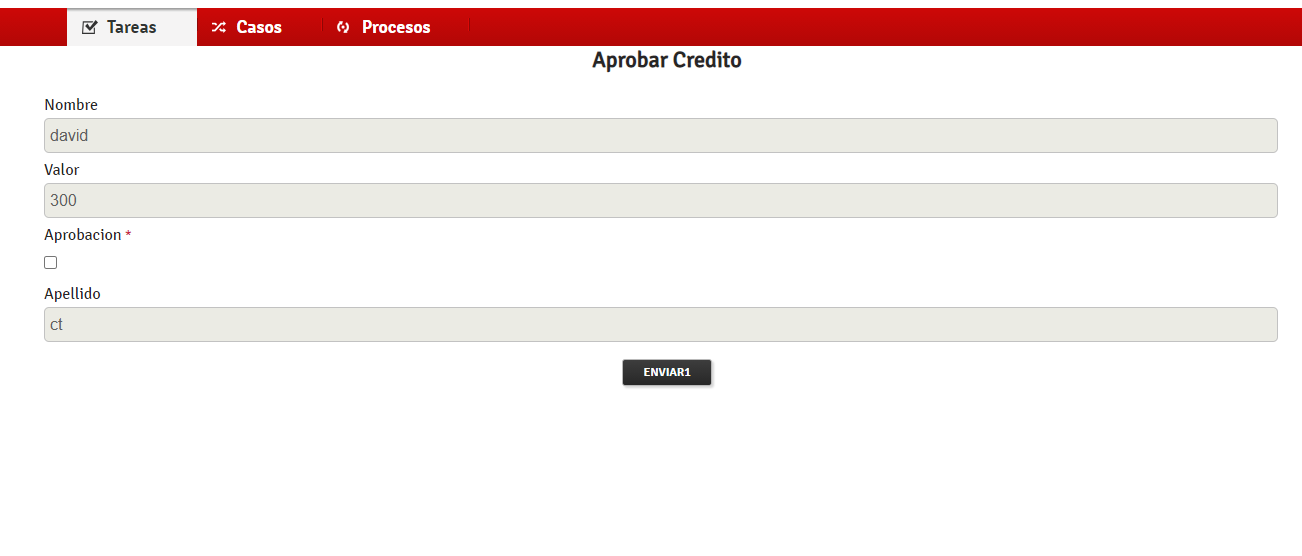 Tareas Casos Procesos
Aprobar Credito
Nombre
david
Valor
300
Aprobacion *
Apellido
ct
ENVIAR1